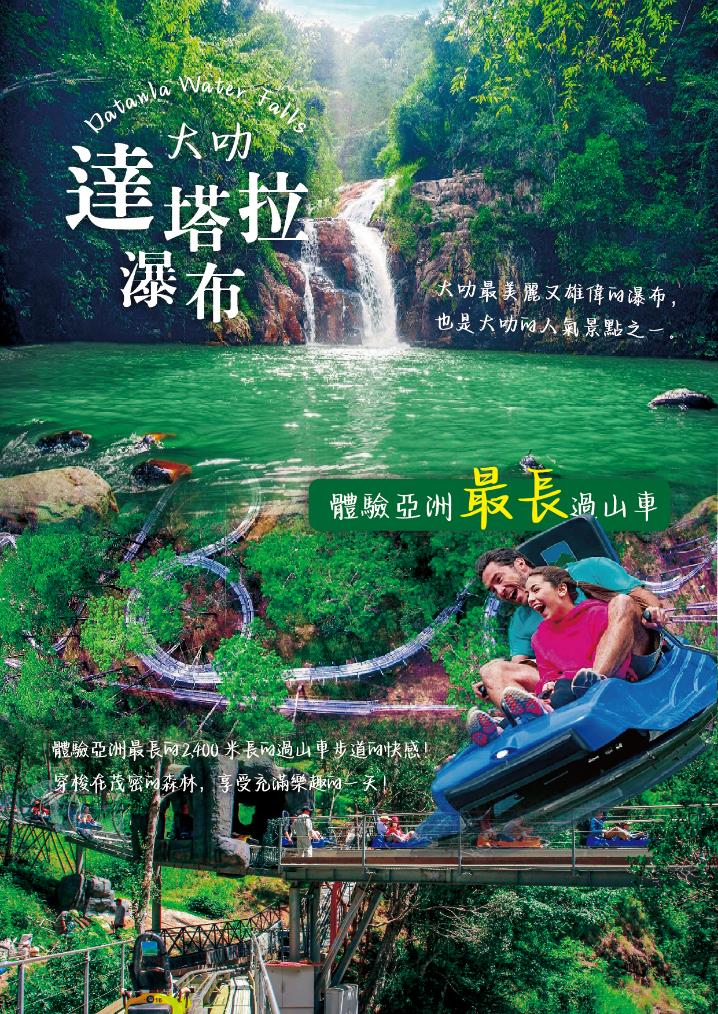 Datanla Water Falls
大叻
達塔拉
瀑布
大叻最美麗又雄偉的瀑布，
也是大叻的人氣景點之一。
體驗亞洲最長過山車
體驗亞洲最長的2,400 米長的過山車步道的快感！
穿梭在茂密的森林，享受充滿樂趣的一天！